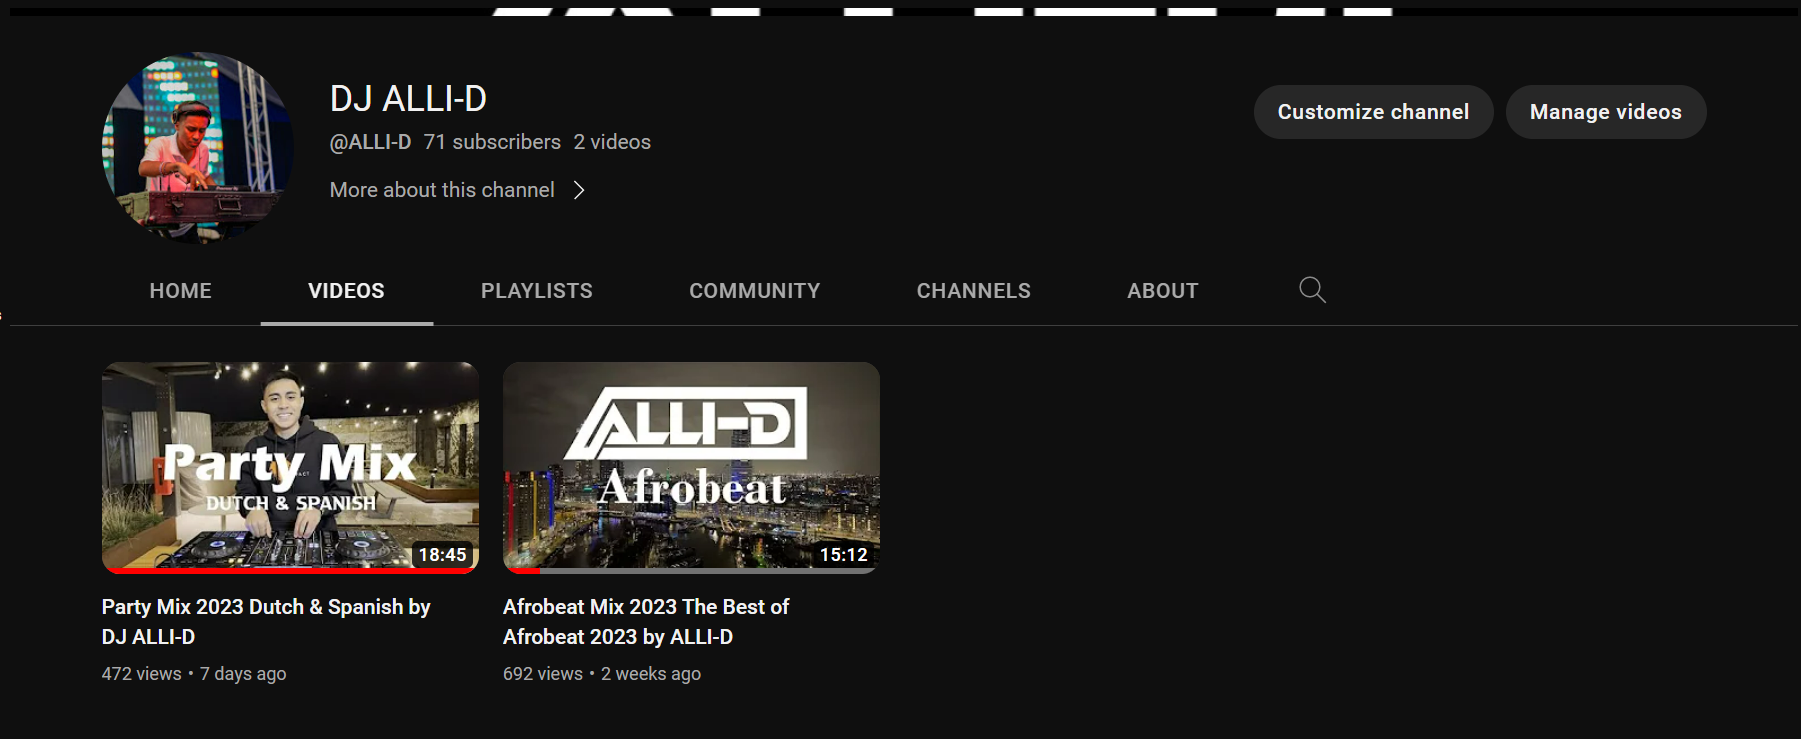 DJ ALLI-D
@ALLI-D 71 subscribers 2 videos
More about this channel
Customize channel
Manage videos
HOME
VIDEOS
PLAYLISTS
COMMUNITY
CHANNELS
ABOUT
Party Mix
DUTCH & SPANISH
18:45
Party Mix 2023 Dutch & Spanish by
DJ ALLI-D
472 views • 7 days ago
ALLI-D
Afrobeat
15:12
Afrobeat Mix 2023 The Best of
Afrobeat 2023 by ALLI-D
692 views • 2 weeks ago